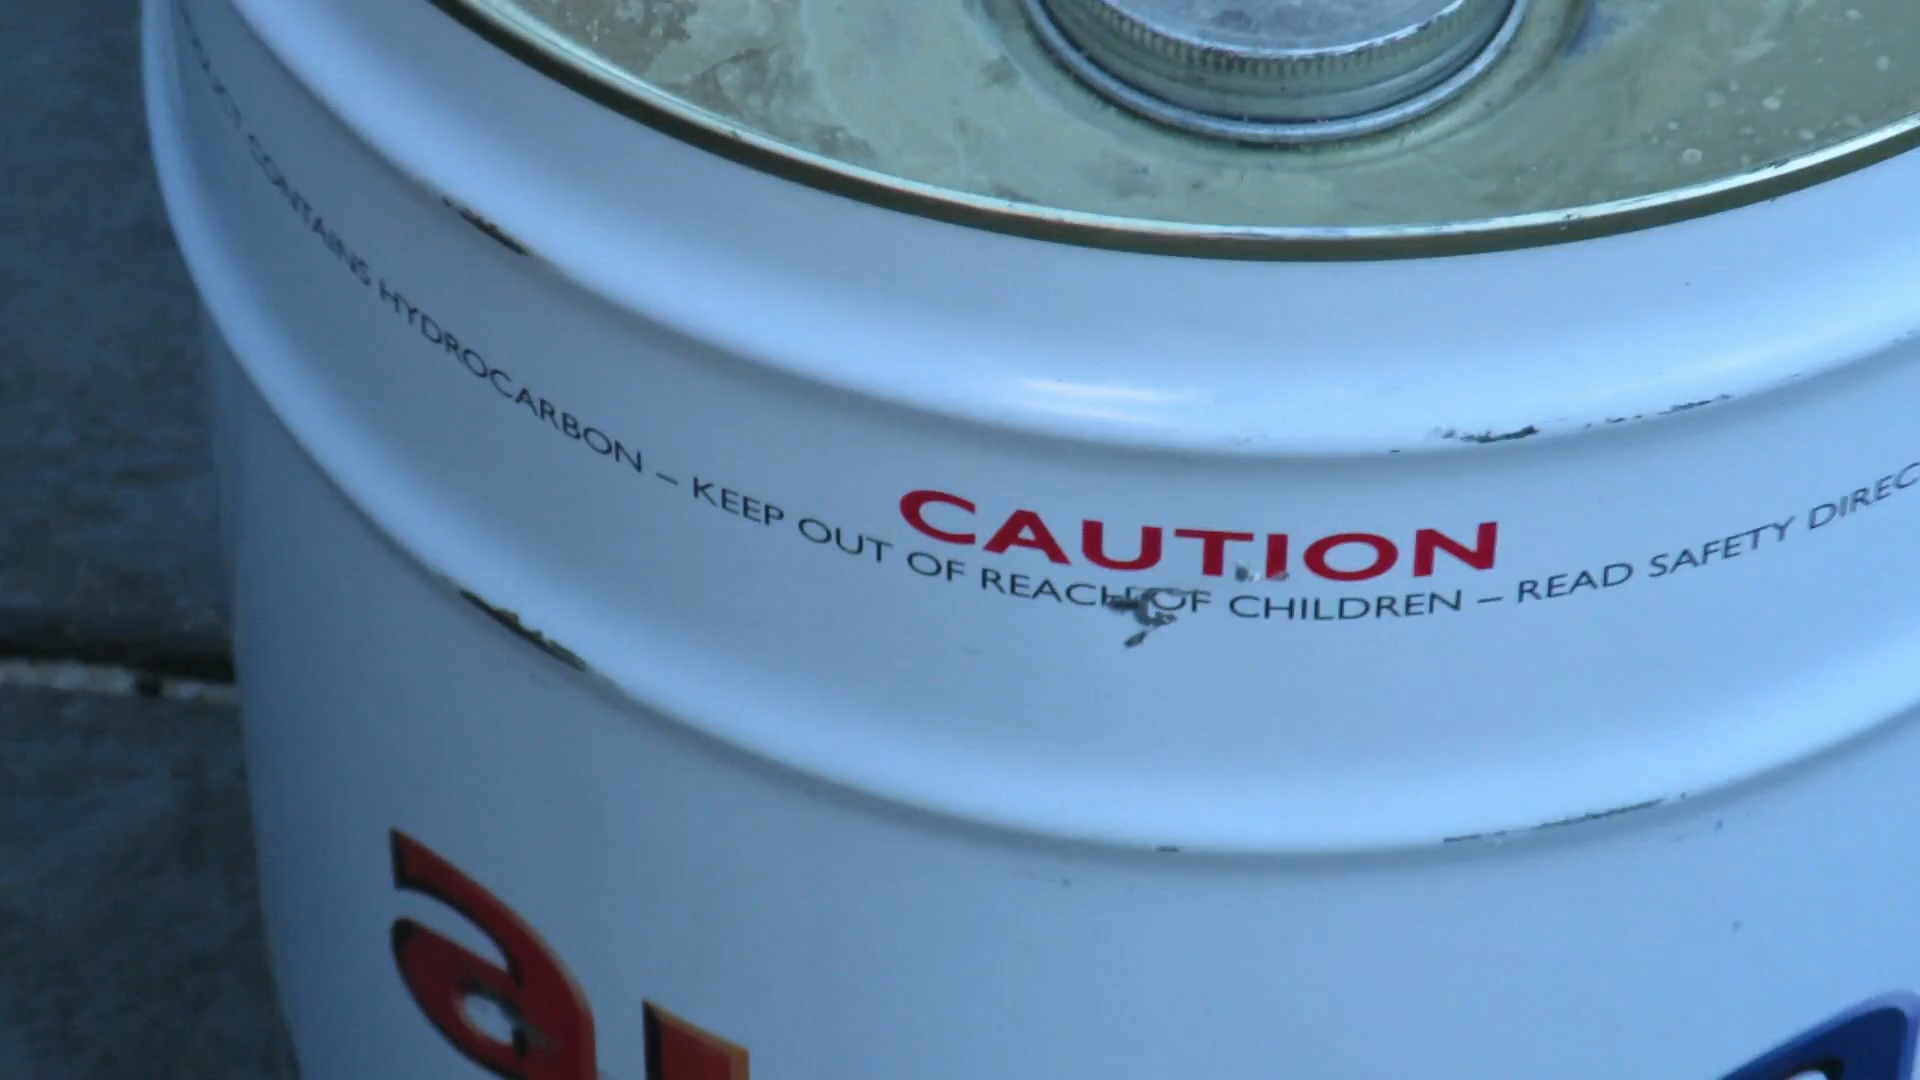 CAUTION
CONTAINS HYDROCARBON – KEEP OUT OF REACH OF CHILDREN – READ SAFETY